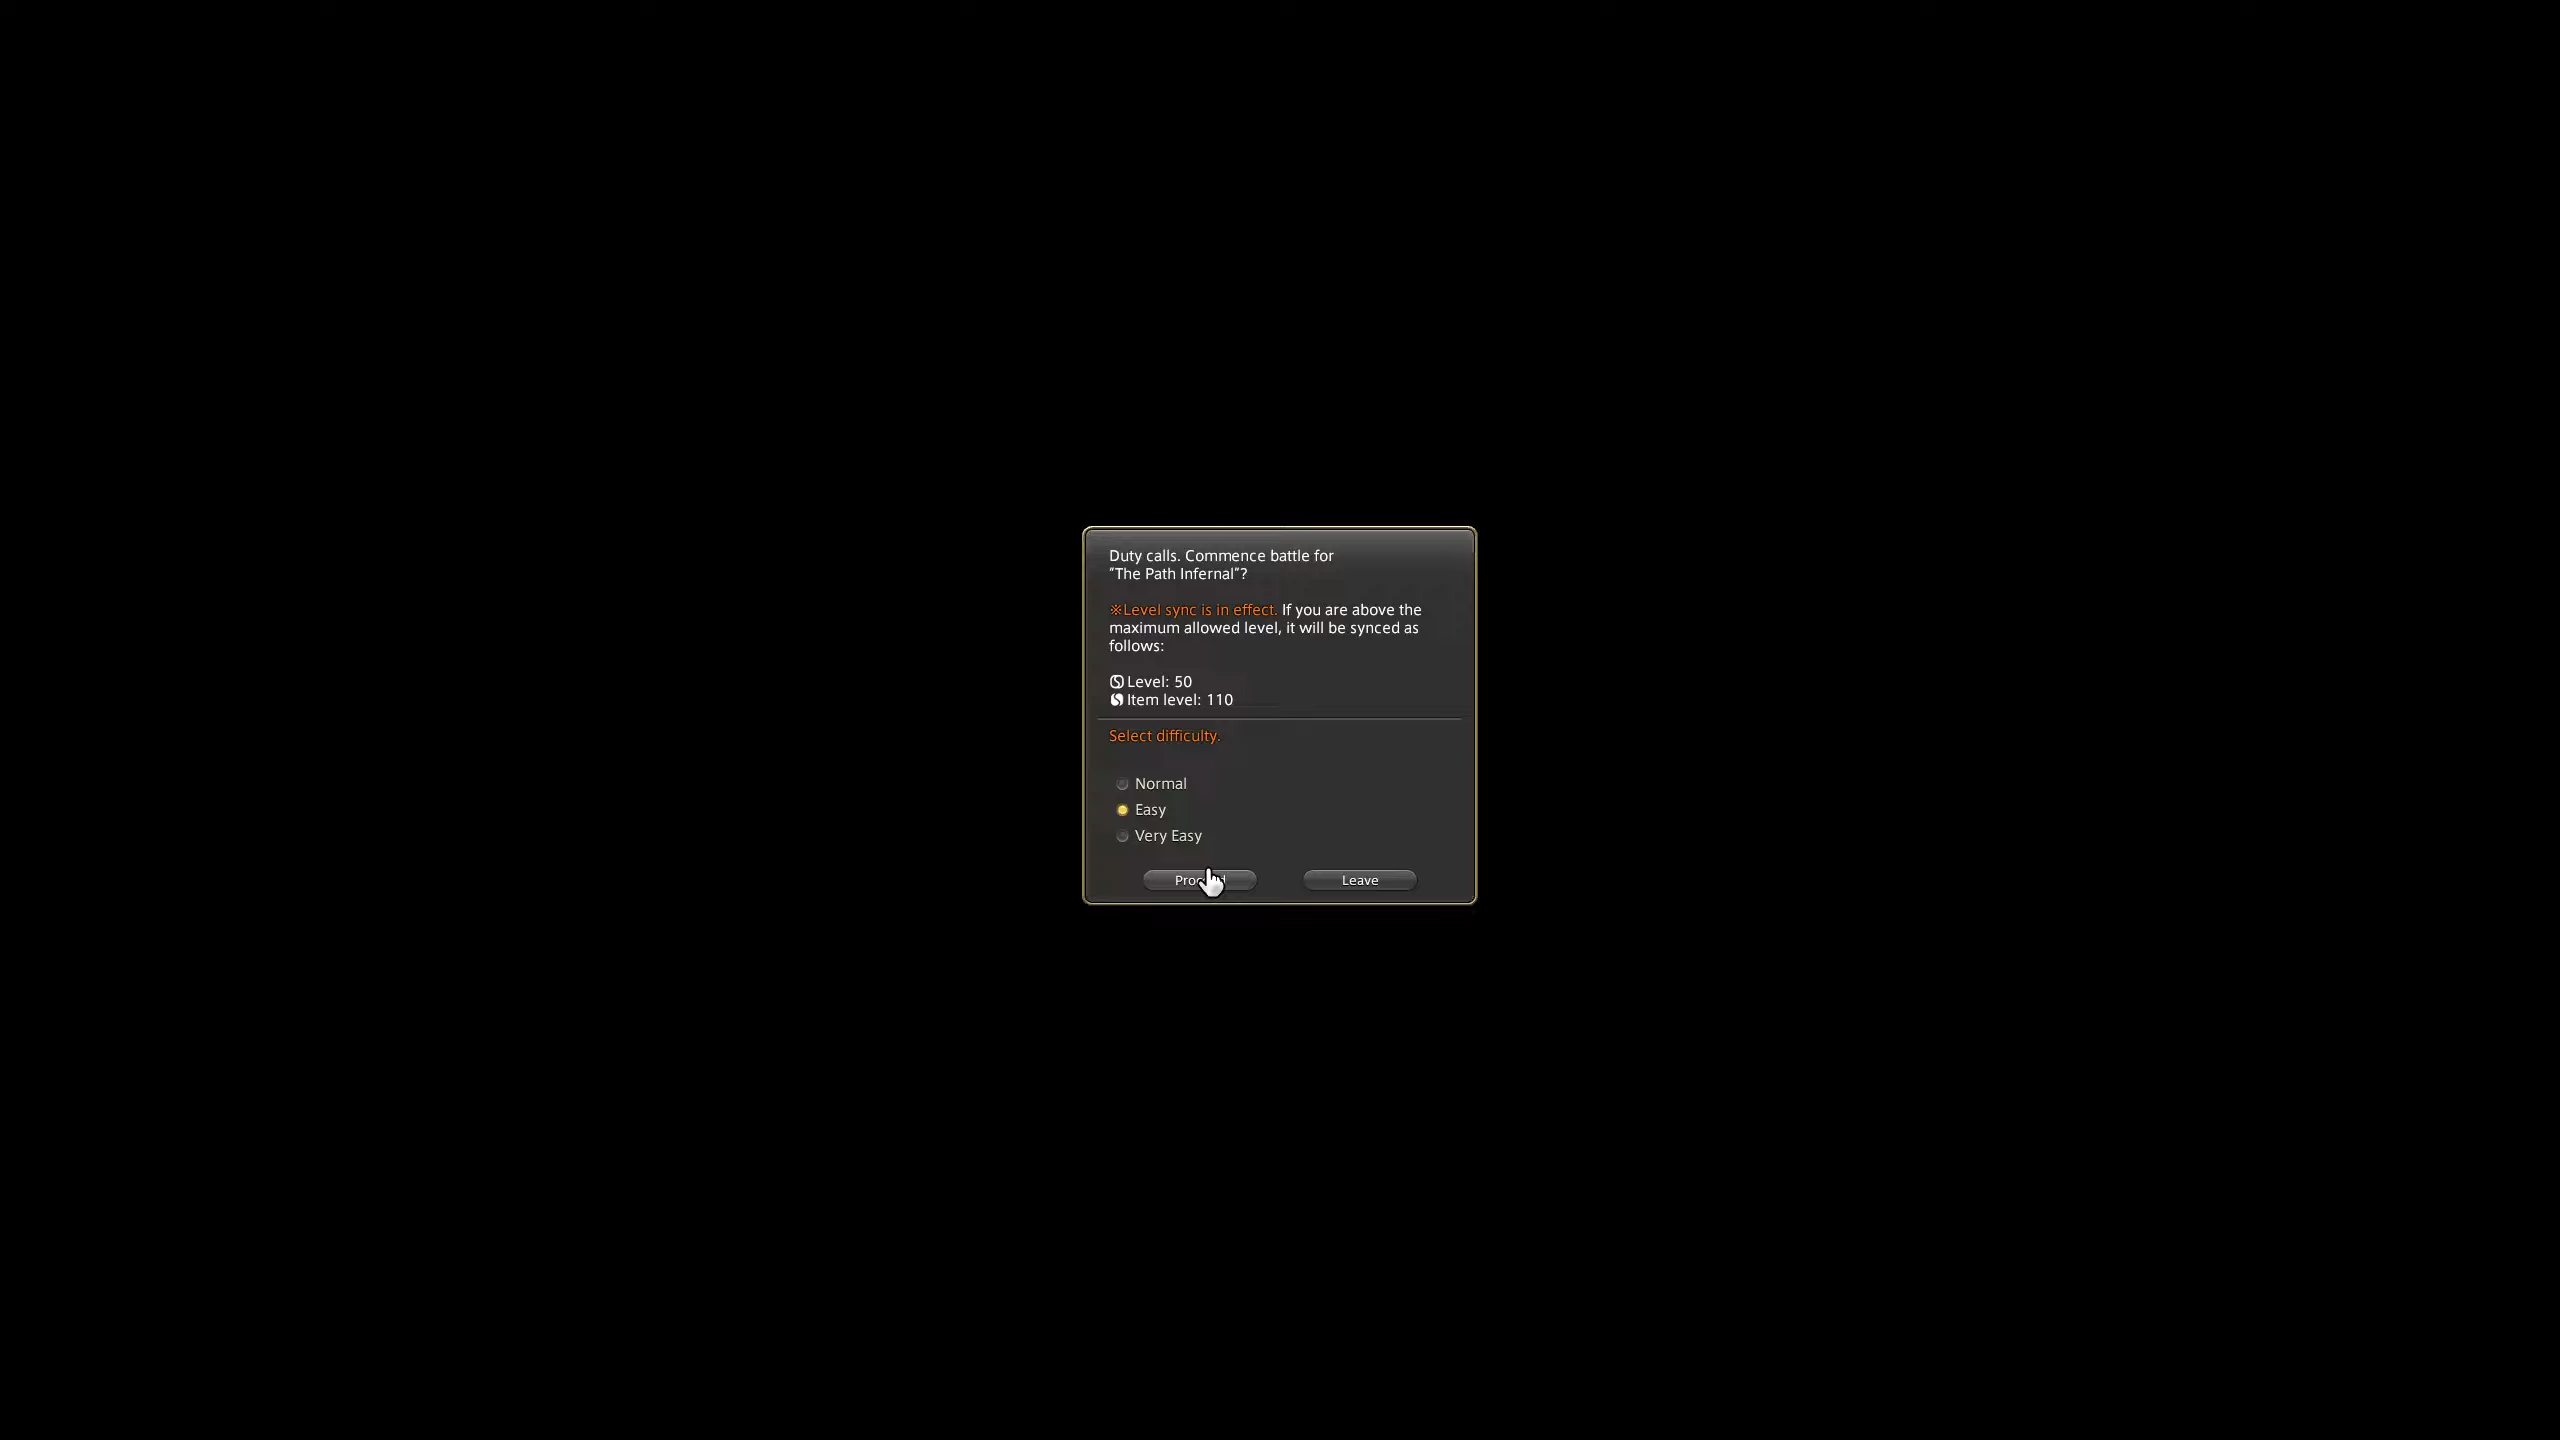 Duty calls. Commence battle for
"The Path Infernal"?
※Level sync is in effect. If you are above the
maximum allowed level, it will be synced as
follows:
Level: 50
Item level: 110
Select difficulty.
Normal
Easy
Very Easy
Leave